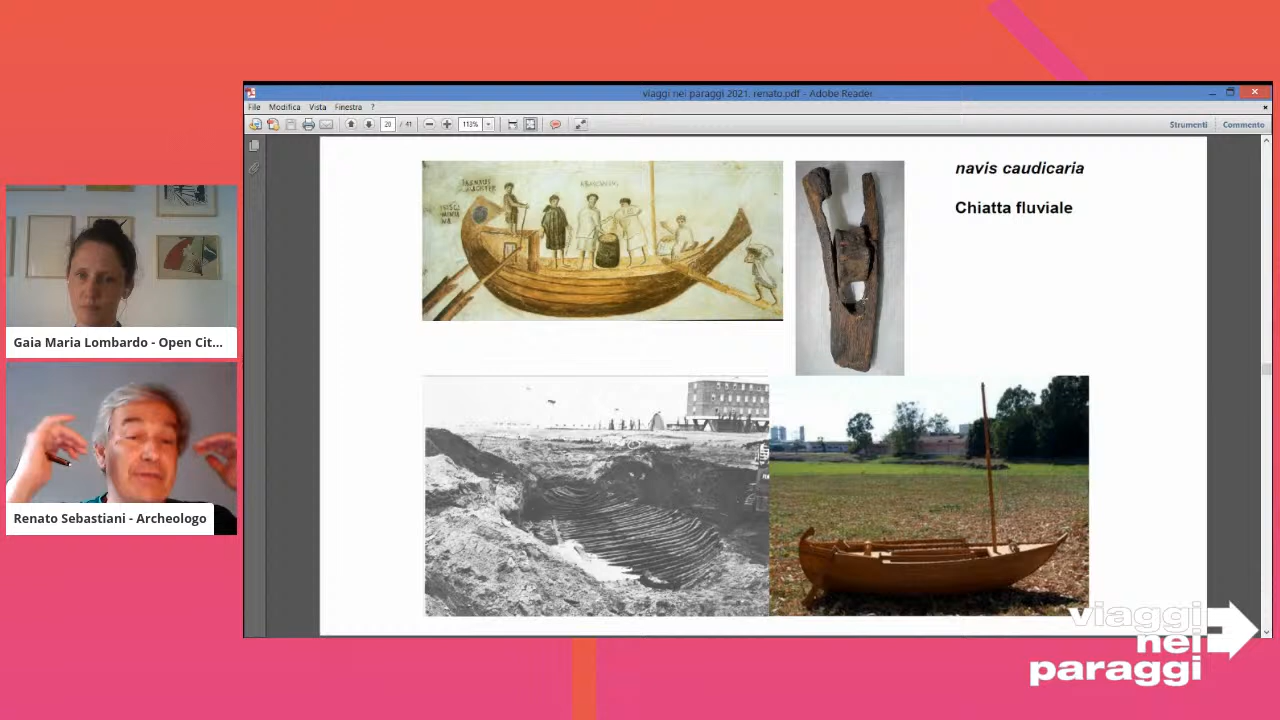 viaggi nei paraggi 2021. renato.pdf - Adobe Reader
File Modifica Vista Finestra ?
20 / 41 113% Strumenti Commento
navis caudicaria
Chiatta fluviale
Gaia Maria Lombardo - Open Cit...
Renato Sebastiani - Archeologo
viaggi
nei
paraggi